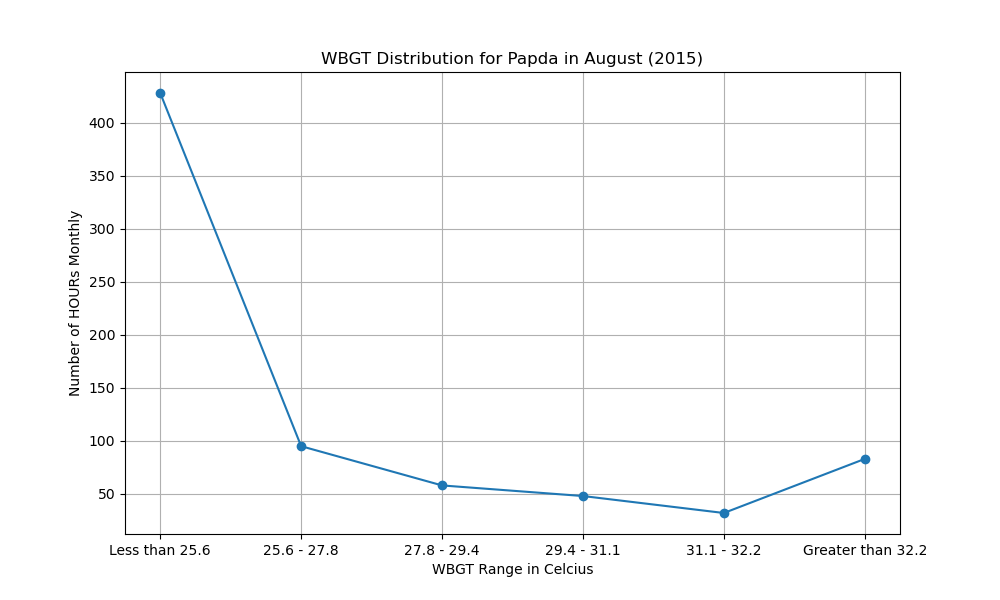 WBGT Distribution for Papda in August (2015)
Number of HOURs Monthly
400
350
300
250
200
150
100
50
Less than 25.6
25.6 - 27.8
27.8 - 29.4
29.4 - 31.1
31.1 - 32.2
Greater than 32.2
WBGT Range in Celcius